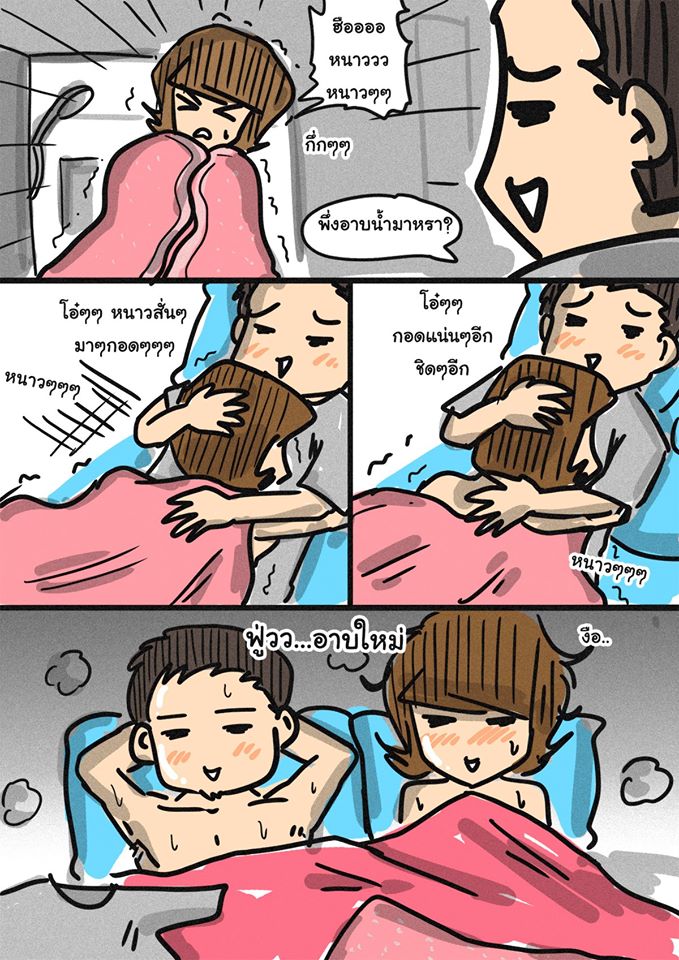 ฮืออออ
หนาววว
หนาวๆๆ
กึ่กๆๆ
พึ่งอาบน้ำมาหรา?
โอ๋ๆๆ หนาวสั่นๆ
มาๆกอดๆๆๆ
หนาวๆๆๆ
โอ๋ๆๆ
กอดแน่นๆอีก
ชิดๆอีก
หนาวๆๆๆ
ฟู่วว...อาบใหม่
งือ..